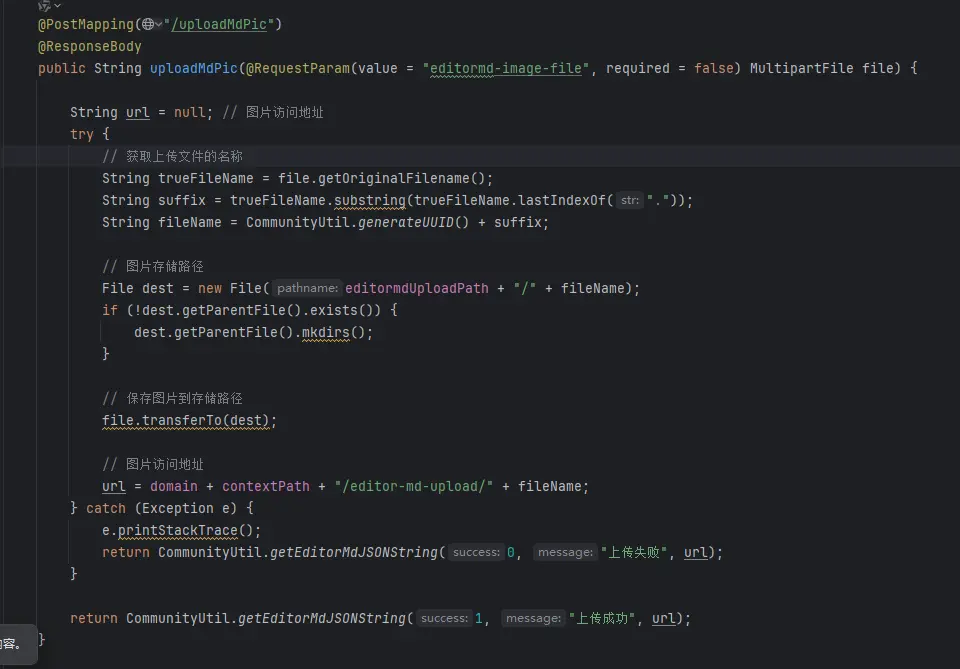 @PostMapping("/uploadMdPic")
@ResponseBody
public String uploadMdPic(@RequestParam(value = "editormd-image-file", required = false) MultipartFile file) {
String url = null; // 图片访问地址
try {
// 获取上传文件的名称
String trueFileName = file.getOriginalFilename();
String suffix = trueFileName.substring(trueFileName.lastIndexOf( str: "."));
String fileName = CommunityUtil.generateUUID() + suffix;
// 图片存储路径
File dest = new File( pathname: editormdUploadPath + "/" + fileName);
if (!dest.getParentFile().exists()) {
dest.getParentFile().mkdirs();
}
// 保存图片到存储路径
file.transferTo(dest);
// 图片访问地址
url = domain + contextPath + "/editor-md-upload/" + fileName;
} catch (Exception e) {
e.printStackTrace();
return CommunityUtil.getEditorMdJSONString( success: 0, message: "上传失败", url);
}
return CommunityUtil.getEditorMdJSONString( success: 1, message: "上传成功", url);
}
容。